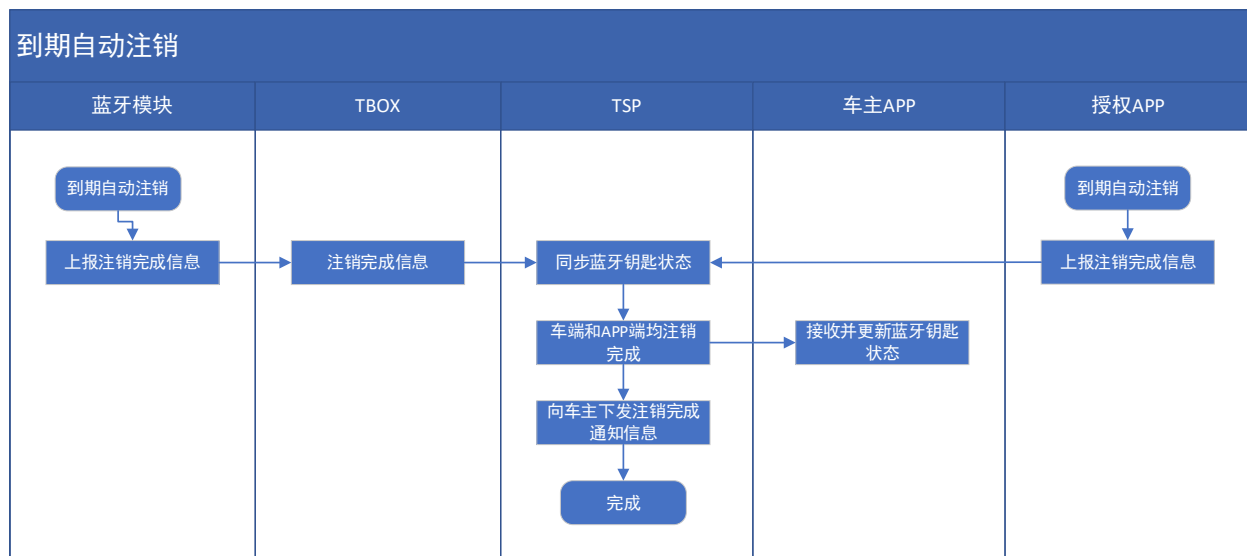 到期自动注销
蓝牙模块
TBOX
TSP
车主APP
授权APP
到期自动注销
到期自动注销
上报注销完成信息
注销完成信息
同步蓝牙钥匙状态
上报注销完成信息
车端和APP端均注销
完成
接收并更新蓝牙钥匙
状态
向车主下发注销完成
通知信息
完成